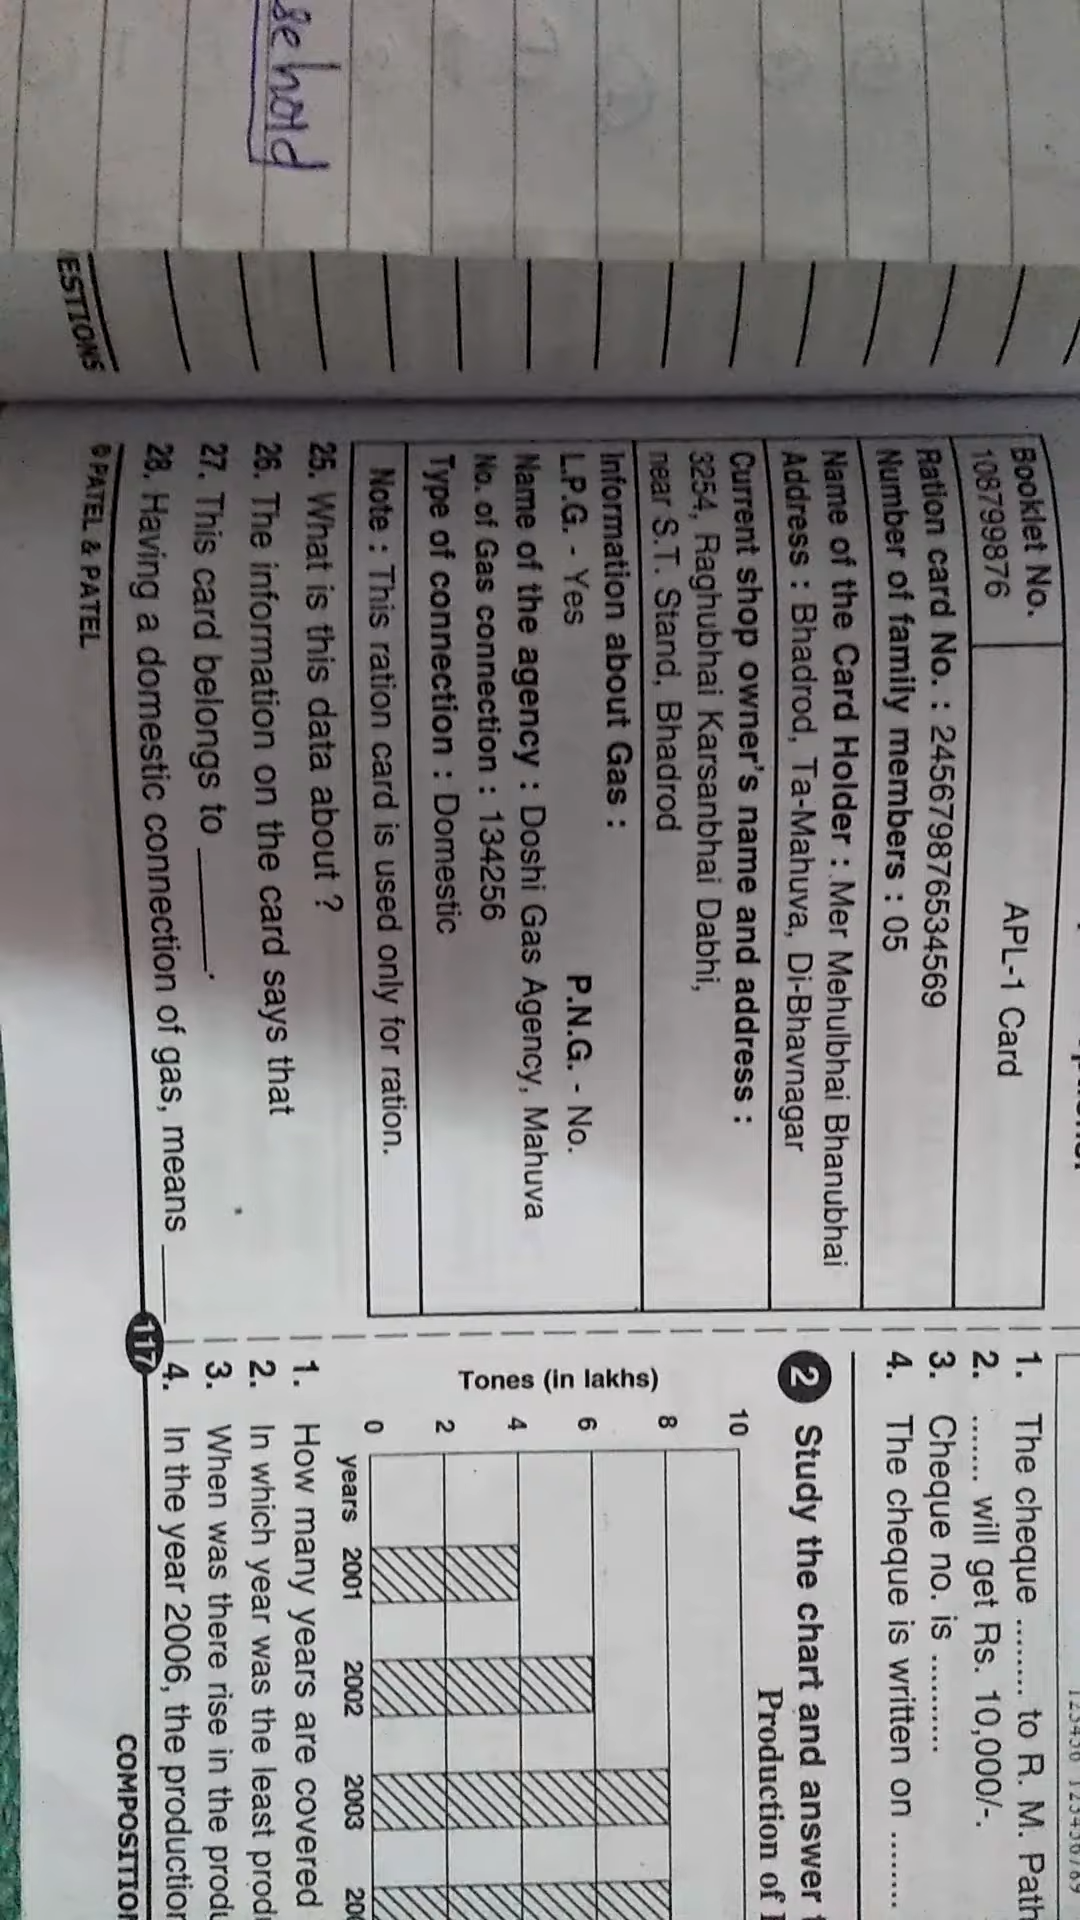 sehold
ESTIONS
Booklet No.
108799876
APL-1 Card
Ration card No. : 245679876534569
Number of family members : 05
Name of the Card Holder : Mer Mehulbhai Bhanubhai
Address : Bhadrod, Ta-Mahuva, Di-Bhavnagar
Current shop owner's name and address :
3254, Raghubhai Karsanbhai Dabhi,
near S.T. Stand, Bhadrod
Information about Gas :
L.P.G. - Yes P.N.G. - No.
Name of the agency : Doshi Gas Agency, Mahuva
No. of Gas connection : 134256
Type of connection : Domestic
Note : This ration card is used only for ration.
25. What is this data about ?
26. The information on the card says that
27. This card belongs to ______.
28. Having a domestic connection of gas, means ____
© PATEL & PATEL
117
1. The cheque ........ to R. M. Path
2. ....... will get Rs. 10,000/-.
3. Cheque no. is ..........
4. The cheque is written on .......
2 Study the chart and answer
Production of
Tones (in lakhs)
10
8
6
4
2
0
years 2001 2002 2003 200
1. How many years are covered
2. In which year was the least prod
3. When was there rise in the produ
4. In the year 2006, the production
COMPOSITION